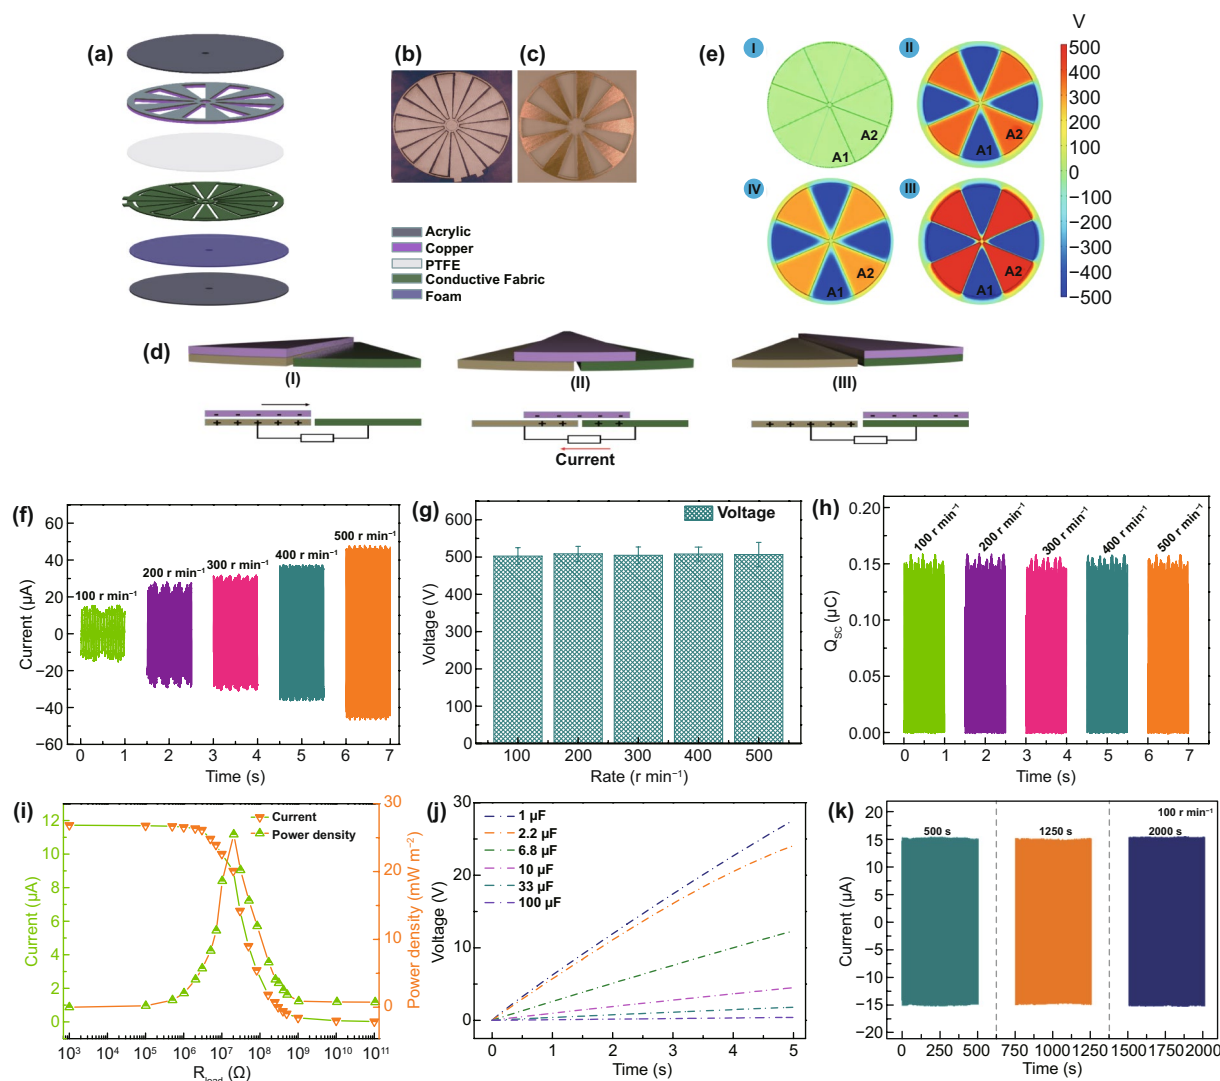 (a)
(b)
(c)
Acrylic
Copper
PTFE
Conductive Fabric
Foam
(e)
I
A1
A2
II
A1
A2
IV
A1
A2
III
A1
A2
V
500
400
300
200
100
0
−100
−200
−300
−400
−500
(d)
(I)
(II)
(III)
Current
(f)
60
40
20
0
−20
−40
−60
Current (µA)
100 r min⁻¹
200 r min⁻¹
300 r min⁻¹
400 r min⁻¹
500 r min⁻¹
0 1 2 3 4 5 6 7
Time (s)
(g)
Voltage
600
500
400
300
200
100
0
Voltage (V)
100 200 300 400 500
Rate (r min⁻¹)
(h)
0.20
0.15
0.10
0.05
0.00
Q_SC (µC)
100 r min⁻¹
200 r min⁻¹
300 r min⁻¹
400 r min⁻¹
500 r min⁻¹
0 1 2 3 4 5 6 7
Time (s)
(i)
12
10
8
6
4
2
0
Current (µA)
Current
Power density
30
20
10
0
Power density (mW m⁻²)
10³ 10⁴ 10⁵ 10⁶ 10⁷ 10⁸ 10⁹ 10¹⁰ 10¹¹
R_load (Ω)
(j)
30
20
10
0
Voltage (V)
1 µF
2.2 µF
6.8 µF
10 µF
33 µF
100 µF
0 1 2 3 4 5
Time (s)
(k)
20
15
10
5
0
−5
−10
−15
−20
Current (µA)
100 r min⁻¹
500 s
1250 s
2000 s
0 250 500 750 1000 1250 1500 1750 2000
Time (s)